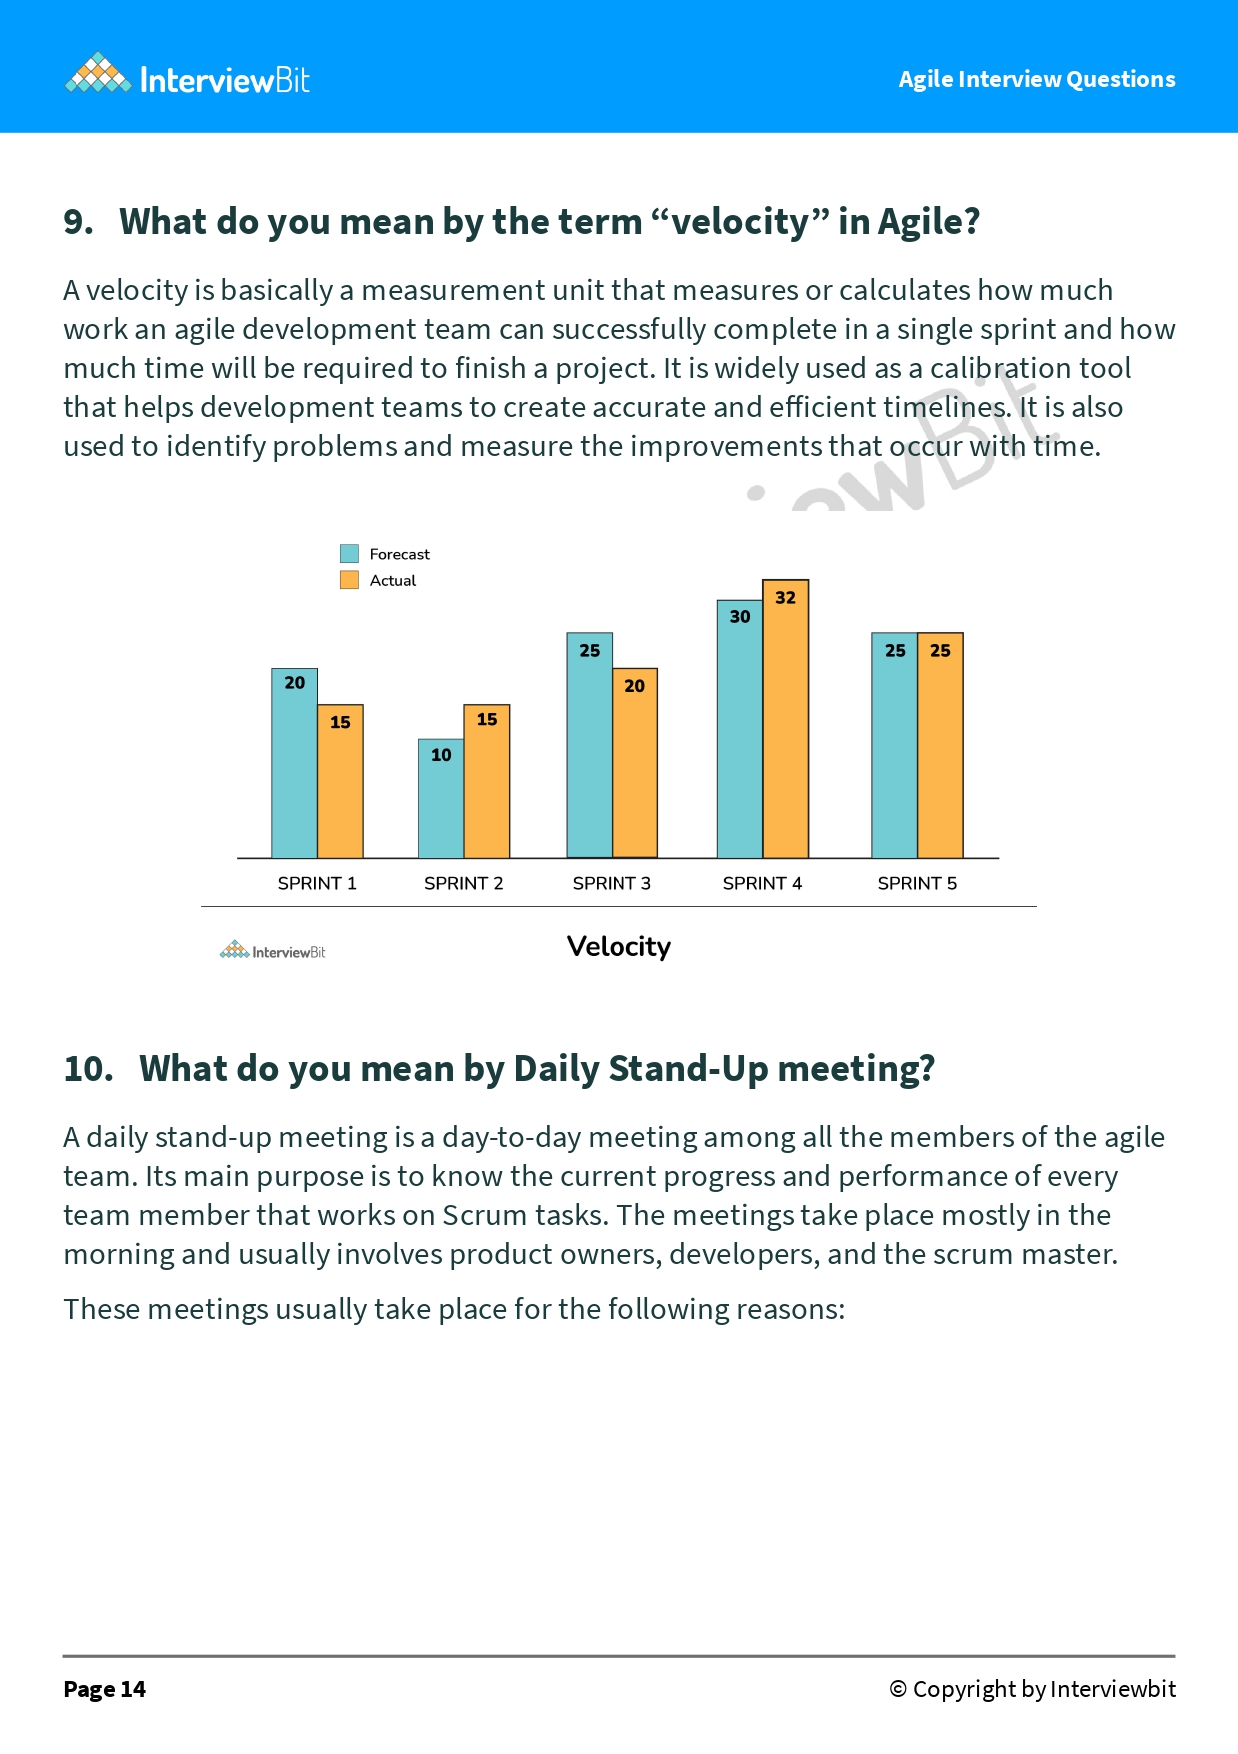 InterviewBit
Agile Interview Questions
9. What do you mean by the term “velocity” in Agile?
A velocity is basically a measurement unit that measures or calculates how much
work an agile development team can successfully complete in a single sprint and how
much time will be required to finish a project. It is widely used as a calibration tool
that helps development teams to create accurate and efficient timelines. It is also
used to identify problems and measure the improvements that occur with time.
Forecast
Actual
20
15
10
15
25
20
30
32
25
25
SPRINT 1
SPRINT 2
SPRINT 3
SPRINT 4
SPRINT 5
InterviewBit
Velocity
10. What do you mean by Daily Stand-Up meeting?
A daily stand-up meeting is a day-to-day meeting among all the members of the agile
team. Its main purpose is to know the current progress and performance of every
team member that works on Scrum tasks. The meetings take place mostly in the
morning and usually involves product owners, developers, and the scrum master.
These meetings usually take place for the following reasons:
Page 14
© Copyright by Interviewbit